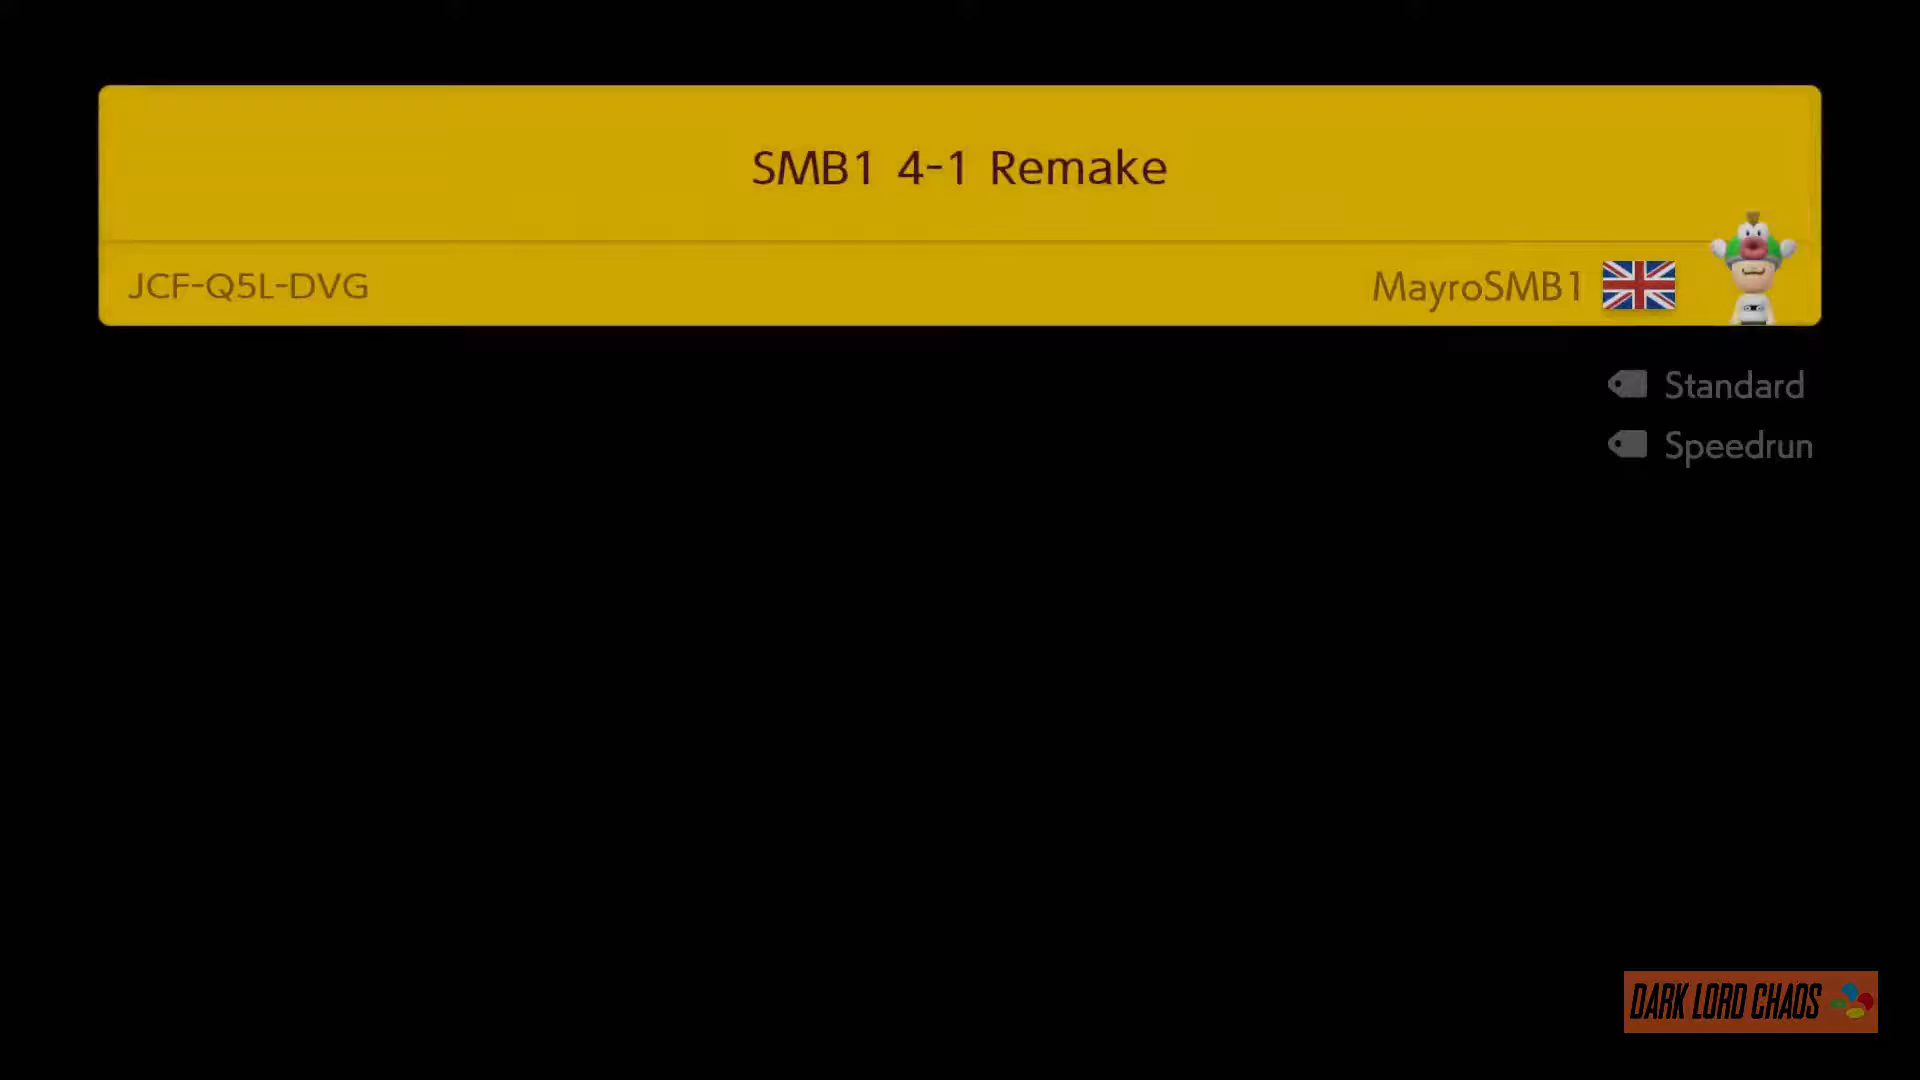 SMB1 4-1 Remake
JCF-Q5L-DVG
MayroSMB1
Standard
Speedrun
DARK LORD CHAOS